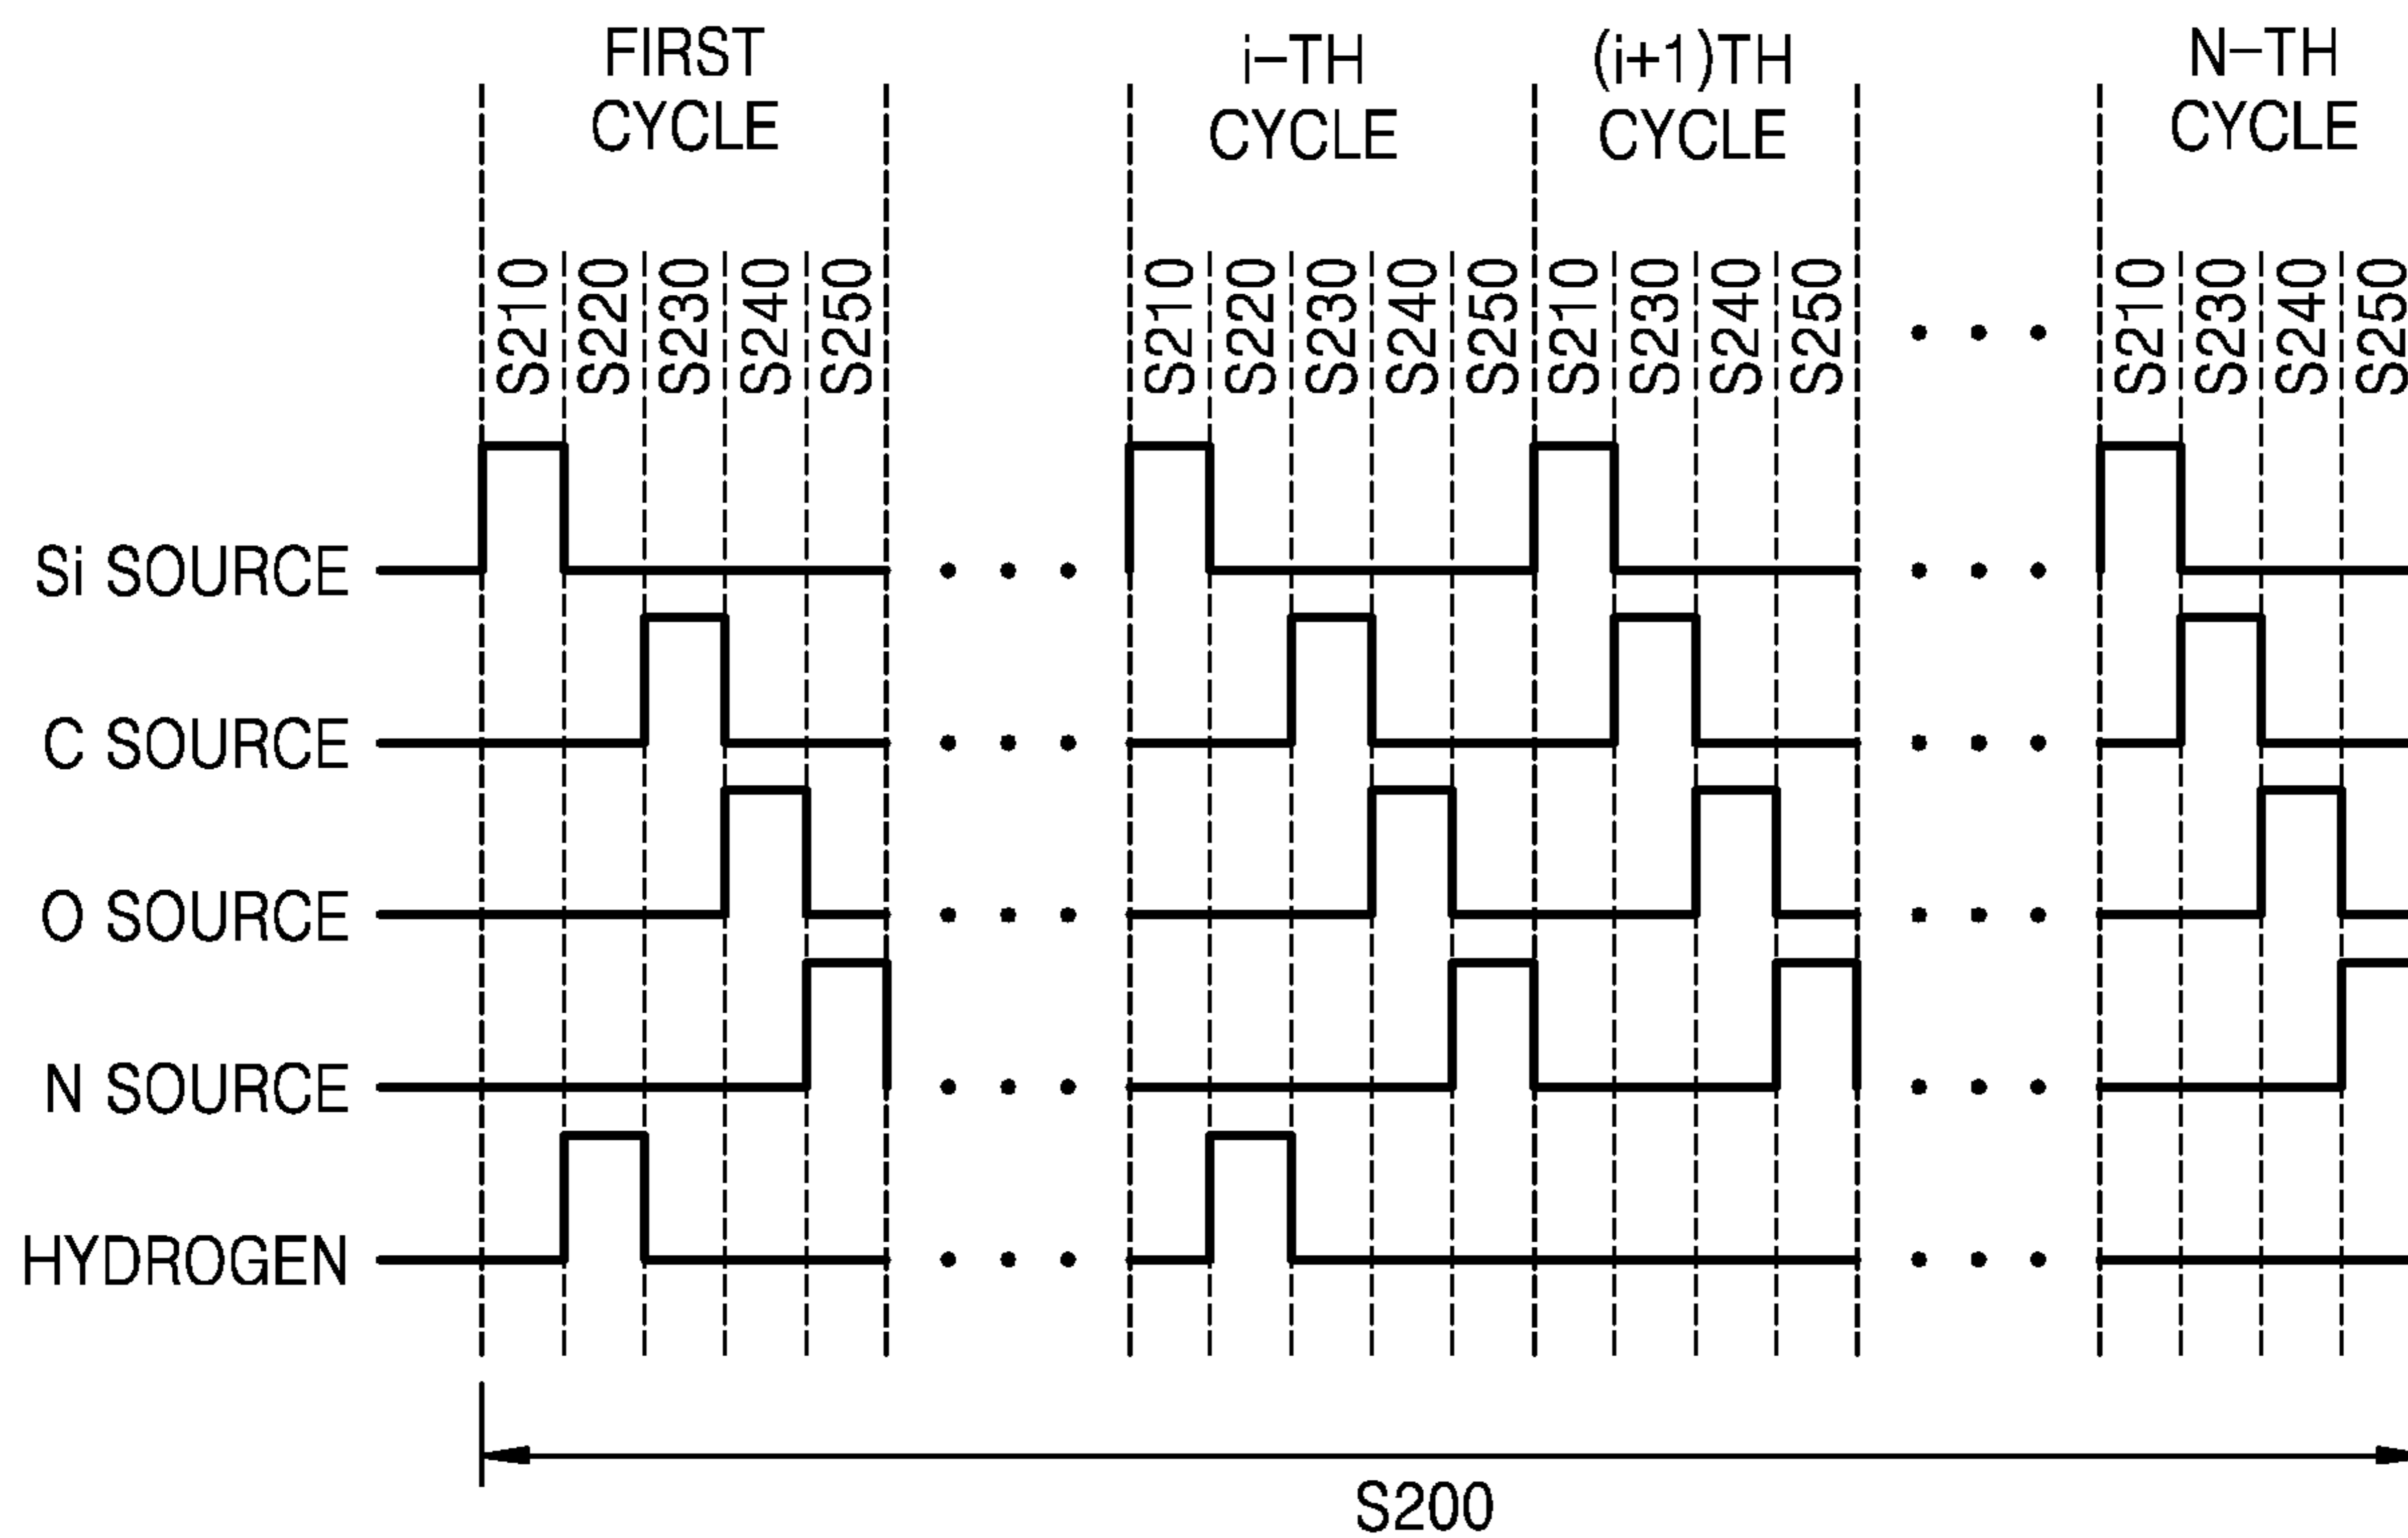 FIRST
CYCLE
i-TH
CYCLE
(i+1)TH
CYCLE
N-TH
CYCLE
S210
S220
S230
S240
S250
S210
S220
S230
S240
S250
S210
S230
S240
S250
S210
S230
S240
S250
Si SOURCE
C SOURCE
O SOURCE
N SOURCE
HYDROGEN
S200